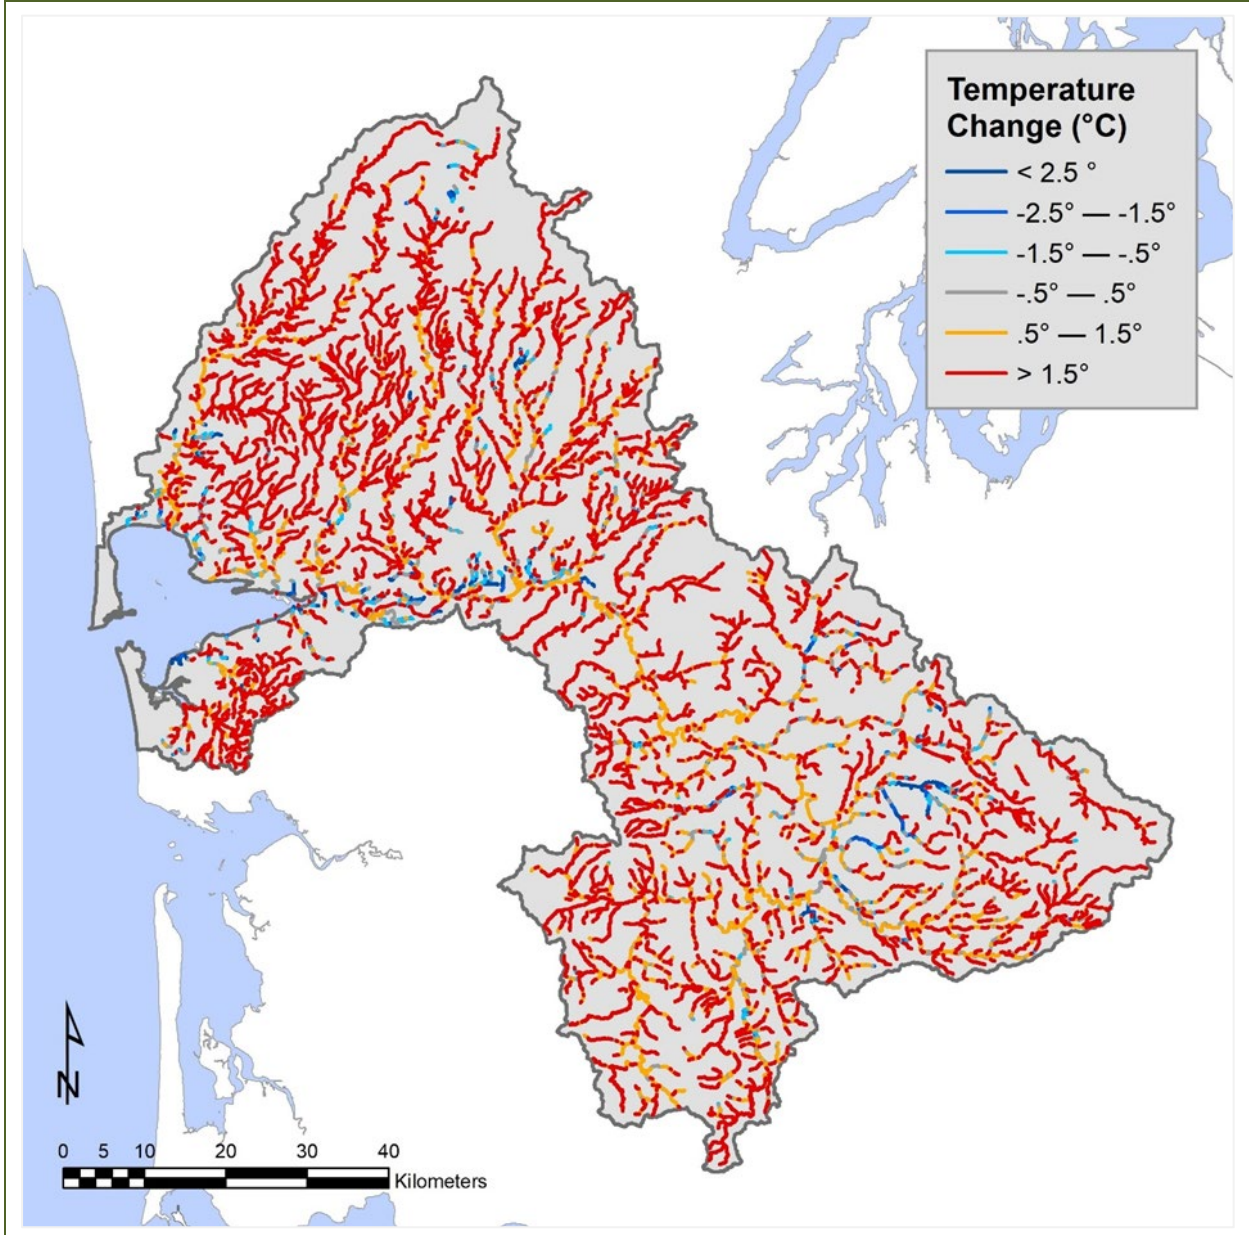 Temperature
Change (°C)
< 2.5 °
-2.5° — -1.5°
-1.5° — -.5°
-.5° — .5°
.5° — 1.5°
> 1.5°
N
0 5 10 20 30 40
Kilometers